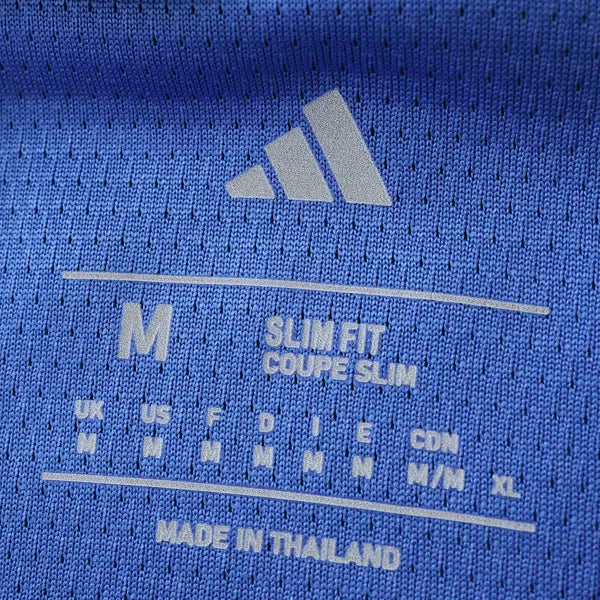 M SLIM FIT
COUPE SLIM
UK US F D I E CDN
M M M M M M M/M XL
MADE IN THAILAND